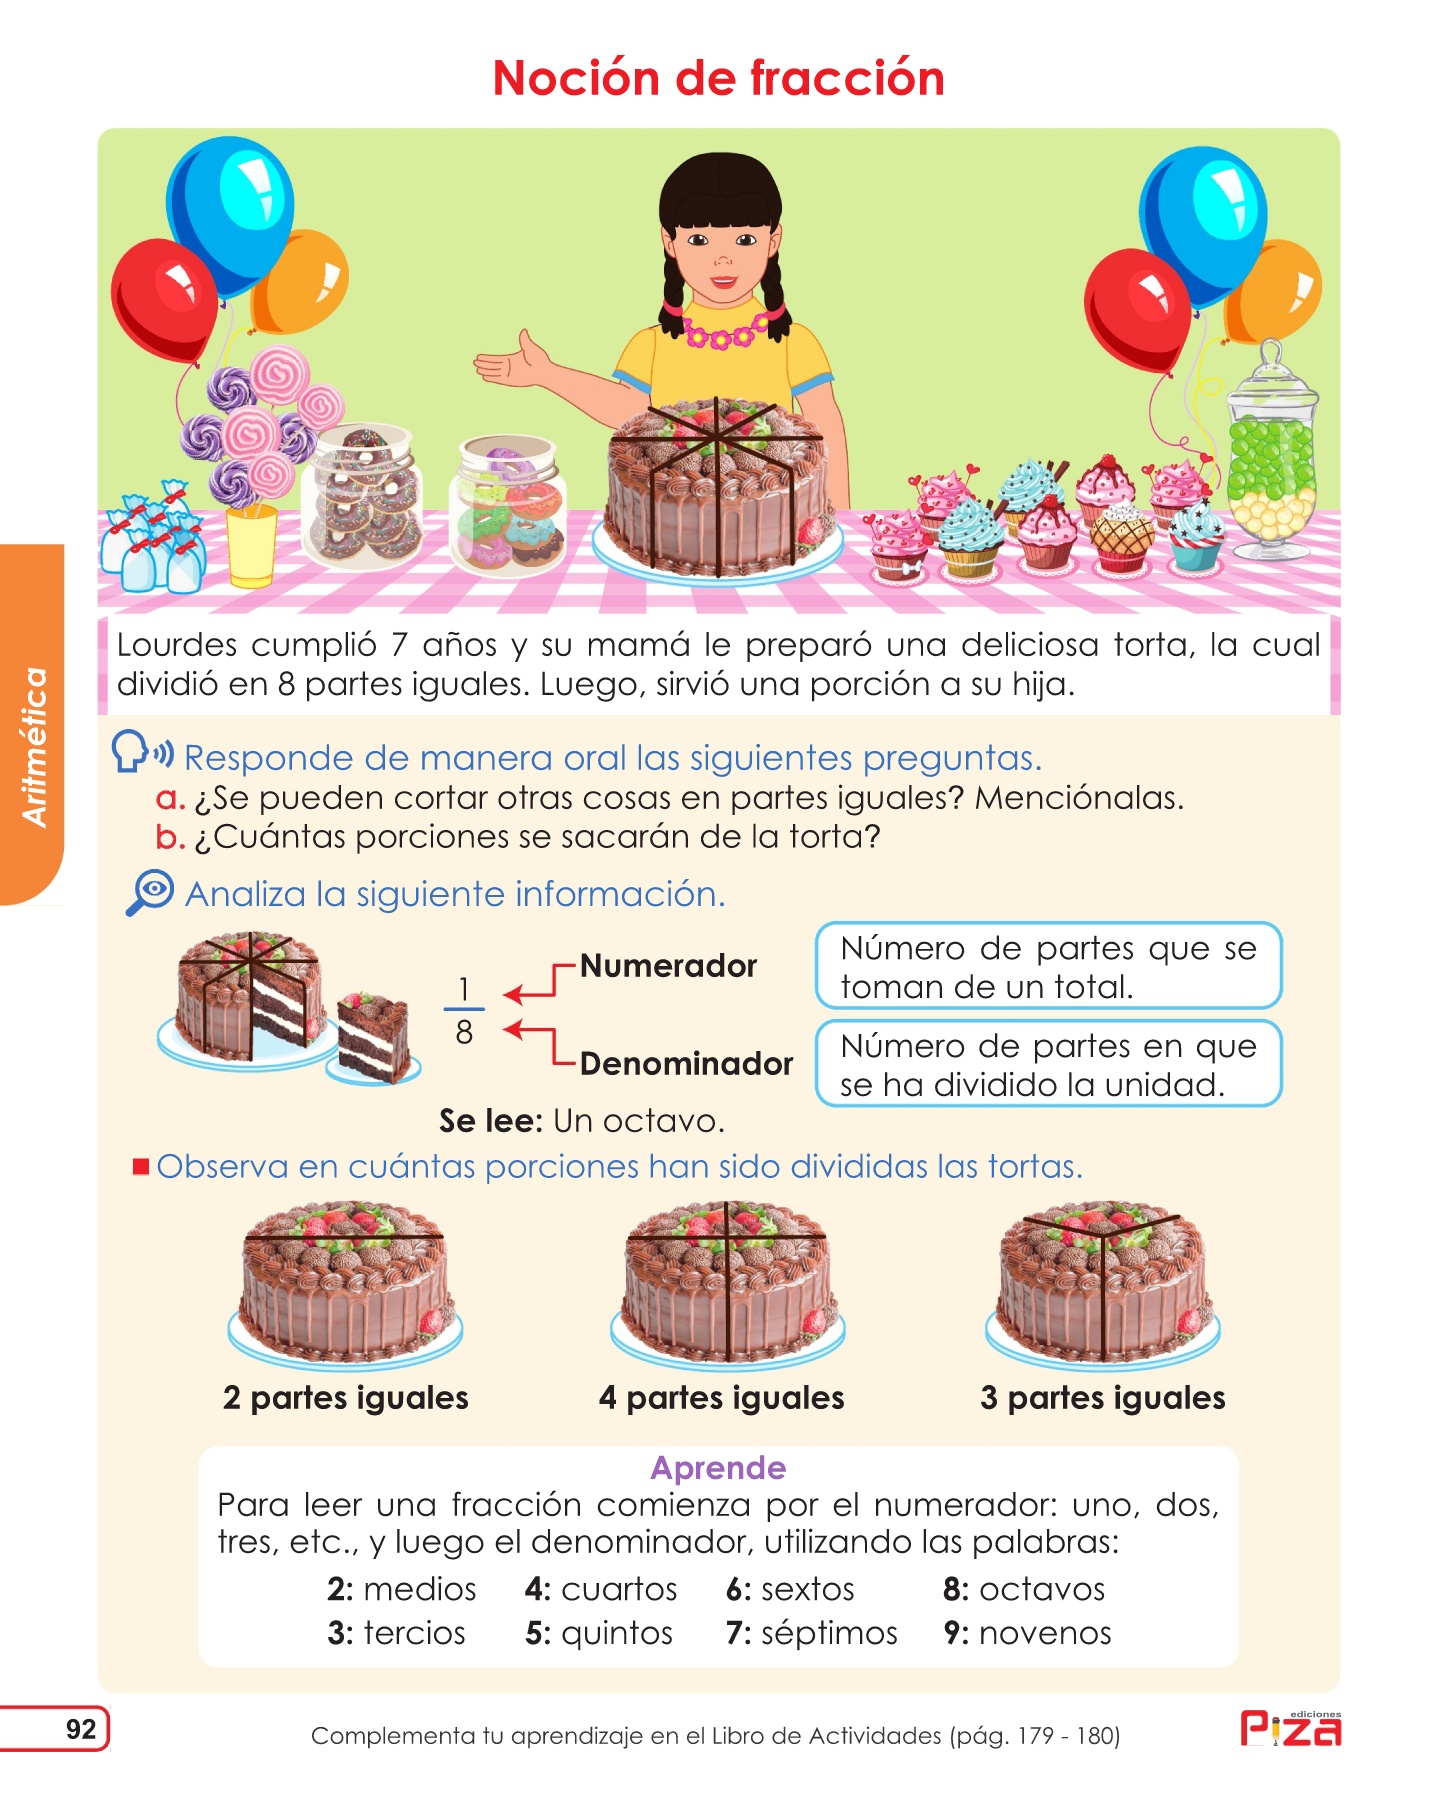 Noción de fracción
Lourdes cumplió 7 años y su mamá le preparó una deliciosa torta, la cual
dividió en 8 partes iguales. Luego, sirvió una porción a su hija.
Aritmética
Responde de manera oral las siguientes preguntas.
a. ¿Se pueden cortar otras cosas en partes iguales? Menciónalas.
b. ¿Cuántas porciones se sacarán de la torta?
Analiza la siguiente información.
1
8
Numerador
Número de partes que se
toman de un total.
Denominador
Número de partes en que
se ha dividido la unidad.
Se lee: Un octavo.
Observa en cuántas porciones han sido divididas las tortas.
2 partes iguales
4 partes iguales
3 partes iguales
Aprende
Para leer una fracción comienza por el numerador: uno, dos,
tres, etc., y luego el denominador, utilizando las palabras:
2: medios 4: cuartos 6: sextos 8: octavos
3: tercios 5: quintos 7: séptimos 9: novenos
92
Complementa tu aprendizaje en el Libro de Actividades (pág. 179 - 180)
ediciones
Piza